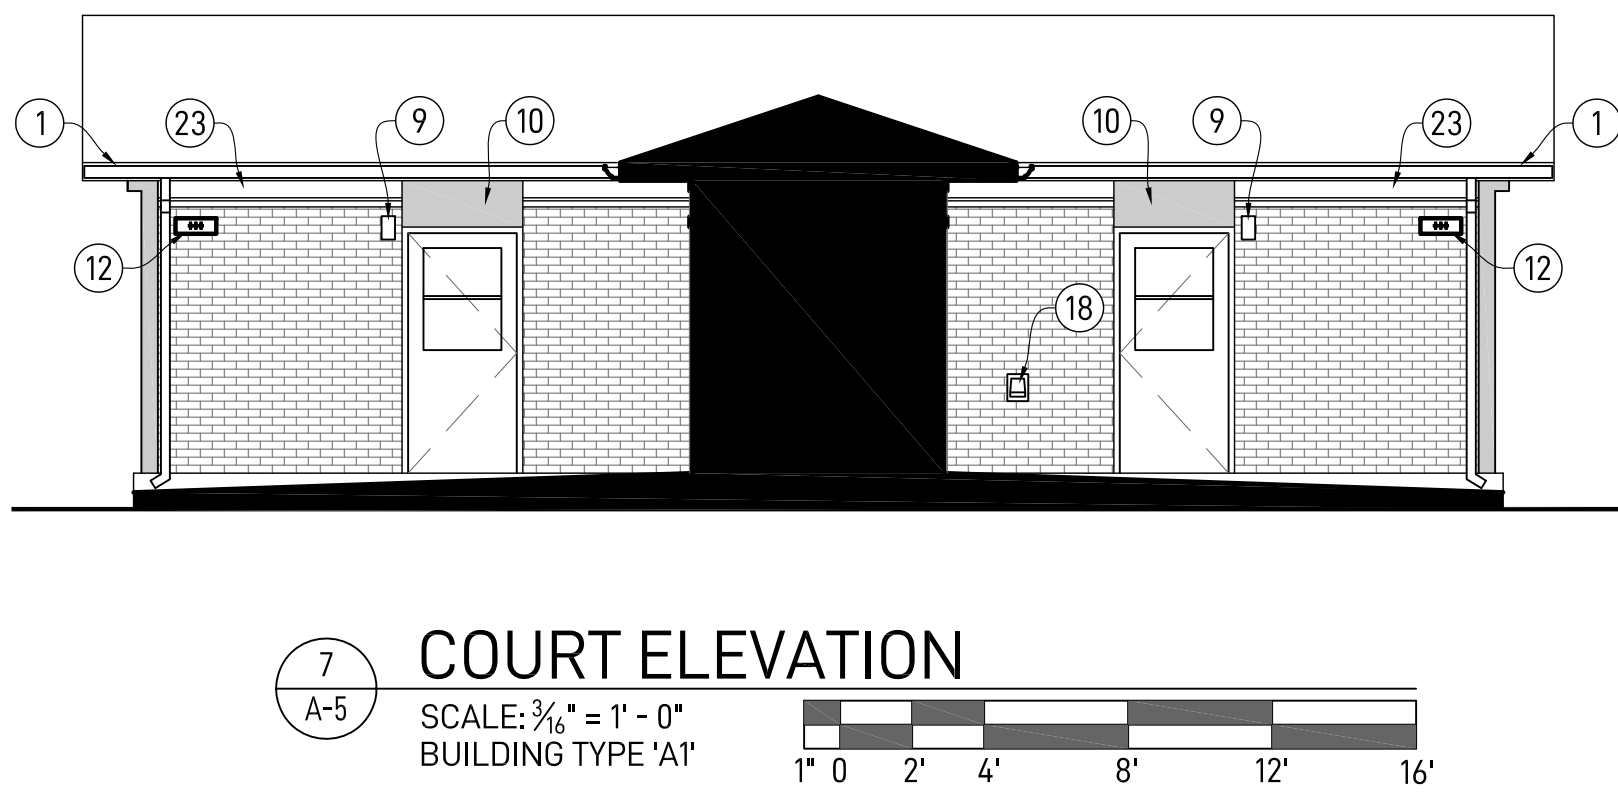 1 23 9 10 10 9 23 1
12 12
18
7
A-5
COURT ELEVATION
SCALE: 3/16" = 1' - 0"
BUILDING TYPE 'A1'
1" 0 2' 4' 8' 12' 16'